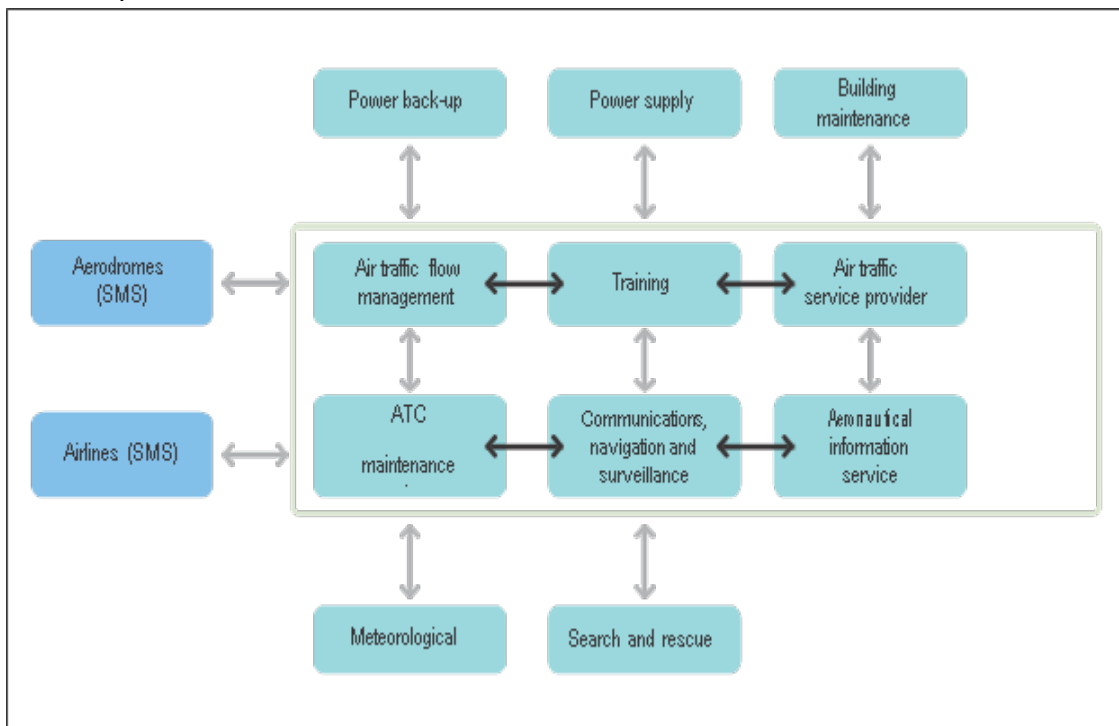 Power back-up
Power supply
Building
maintenance
Aerodromes
(SMS)
Air traffic flow
management
Training
Air traffic
service provider
Airlines (SMS)
ATC
maintenance
Communications,
navigation and
surveillance
Aeronautical
information
service
Meteorological
Search and rescue